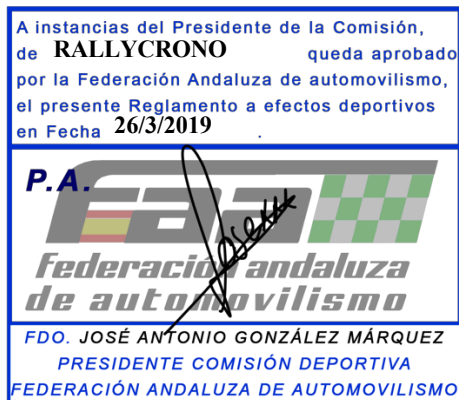 A instancias del Presidente de la Comisión,
de RALLYCRONO queda aprobado
por la Federación Andaluza de automovilismo,
el presente Reglamento a efectos deportivos
en Fecha 26/3/2019 .
P.A.
faa
federación andaluza
de automovilismo
FDO. JOSÉ ANTONIO GONZÁLEZ MÁRQUEZ
PRESIDENTE COMISIÓN DEPORTIVA
FEDERACIÓN ANDALUZA DE AUTOMOVILISMO